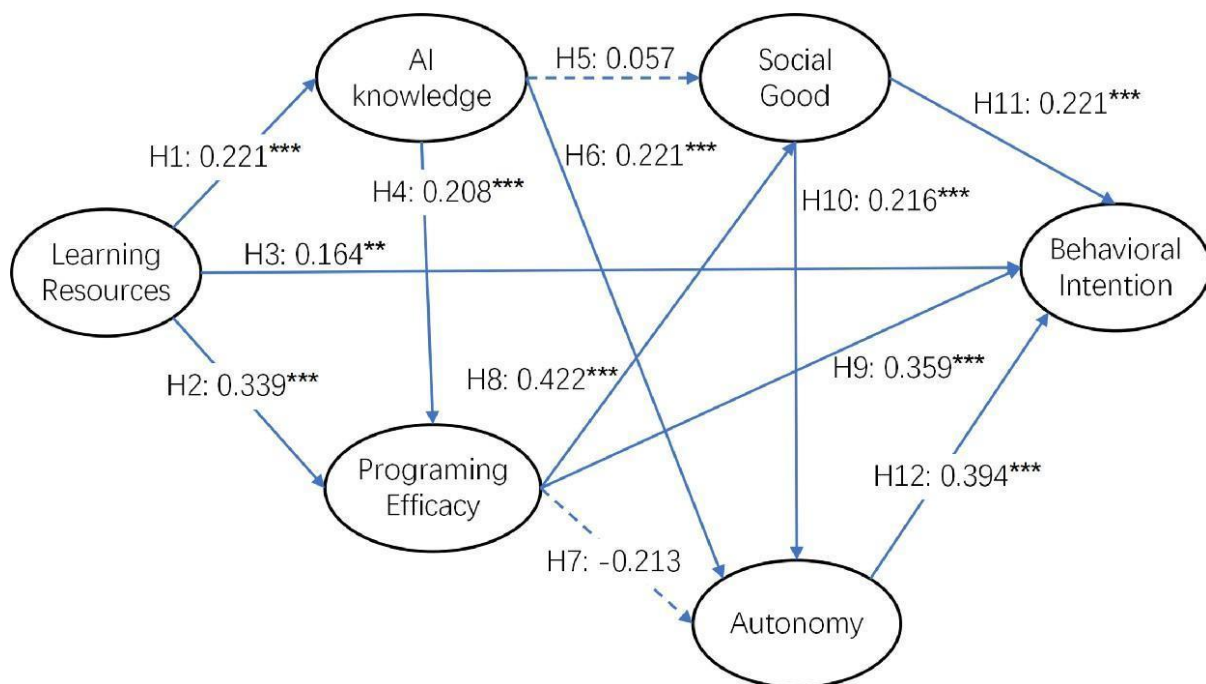 AI
knowledge
H5: 0.057
Social
Good
H11: 0.221***
H1: 0.221***
H6: 0.221***
H4: 0.208***
H10: 0.216***
Learning
Resources
H3: 0.164**
Behavioral
Intention
H2: 0.339***
H8: 0.422***
H9: 0.359***
Programing
Efficacy
H12: 0.394***
H7: -0.213
Autonomy